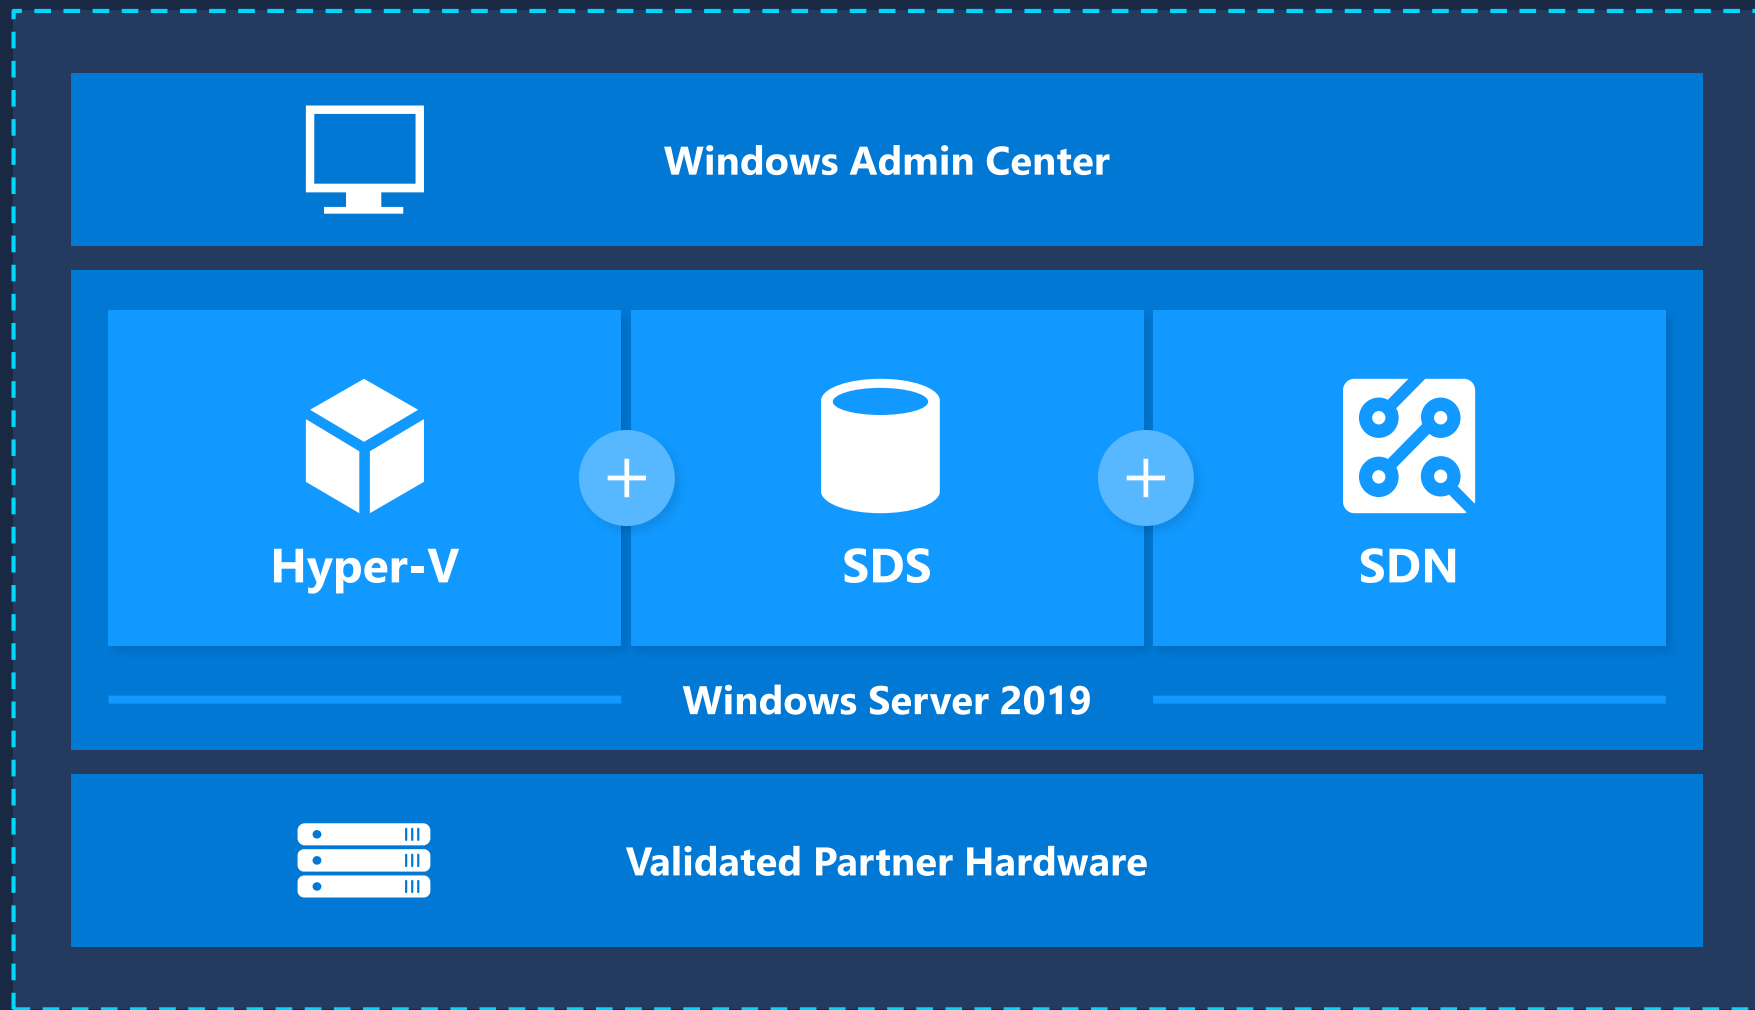 Windows Admin Center
Hyper-V
SDS
SDN
Windows Server 2019
Validated Partner Hardware